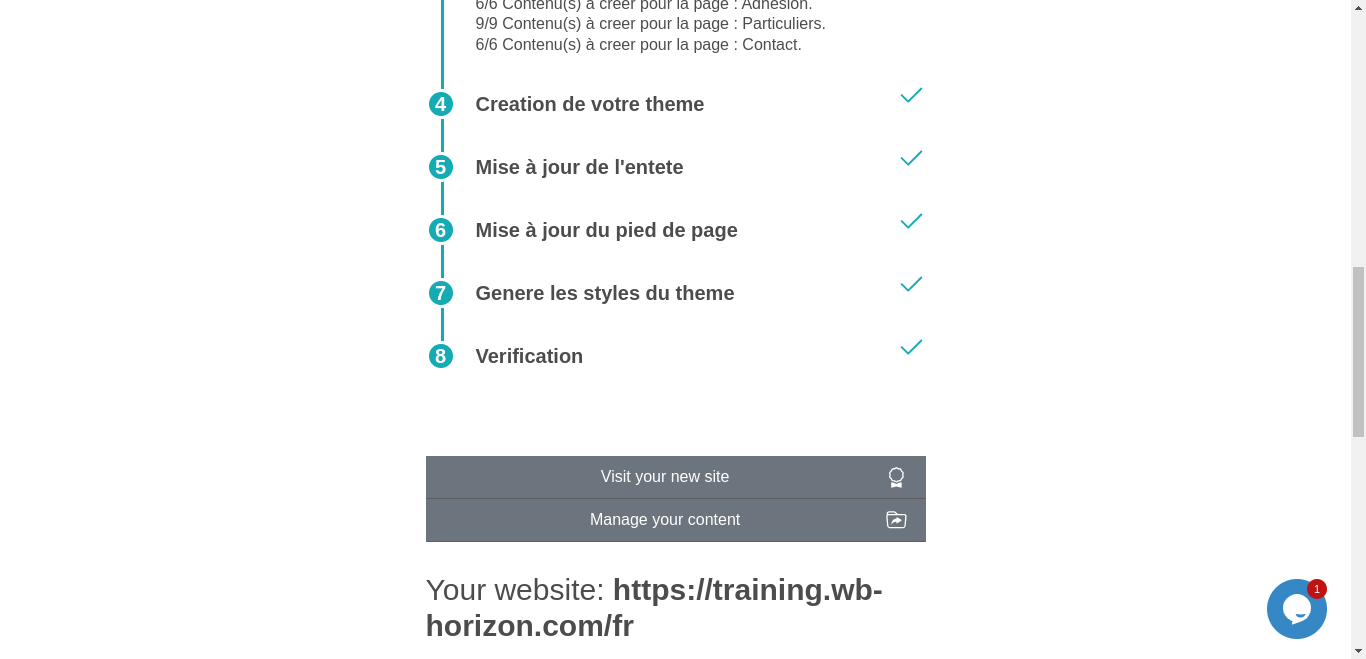 6/6 Contenu(s) à creer pour la page : Adhesion.
9/9 Contenu(s) à creer pour la page : Particuliers.
6/6 Contenu(s) à creer pour la page : Contact.
4 Creation de votre theme
5 Mise à jour de l'entete
6 Mise à jour du pied de page
7 Genere les styles du theme
8 Verification
Visit your new site
Manage your content
Your website: https://training.wb-
horizon.com/fr
1